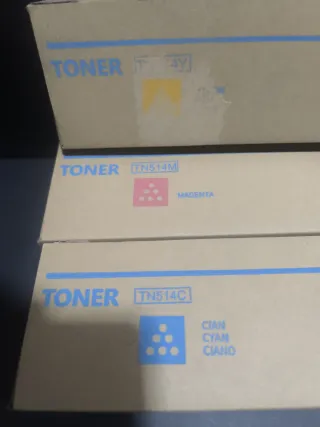 TONER
TONER TN514M
MAGENTA
TONER TN514C
CIAN
CYAN
CIANO